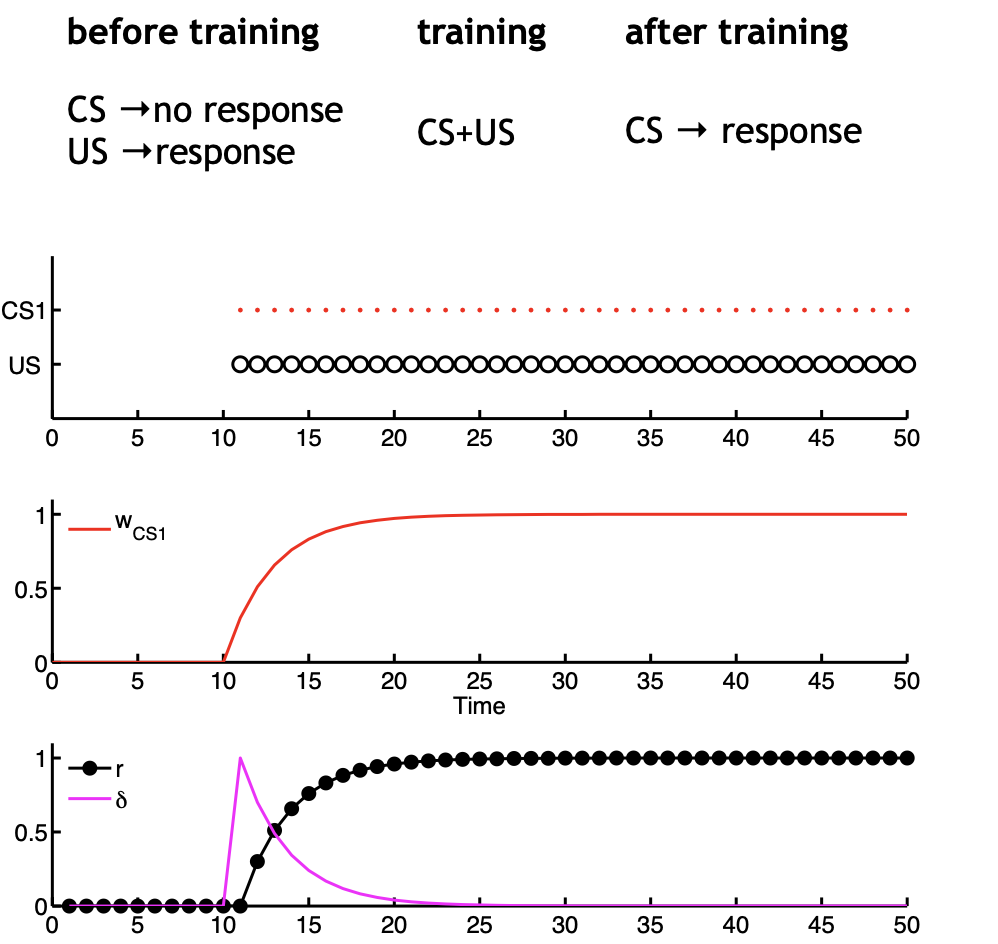 before training training after training
CS →no response
US →response
CS+US
CS → response
CS1
US
0 5 10 15 20 25 30 35 40 45 50
1
0.5
0
w CS1
0 5 10 15 20 25 30 35 40 45 50
Time
1
0.5
0
r
δ
0 5 10 15 20 25 30 35 40 45 50